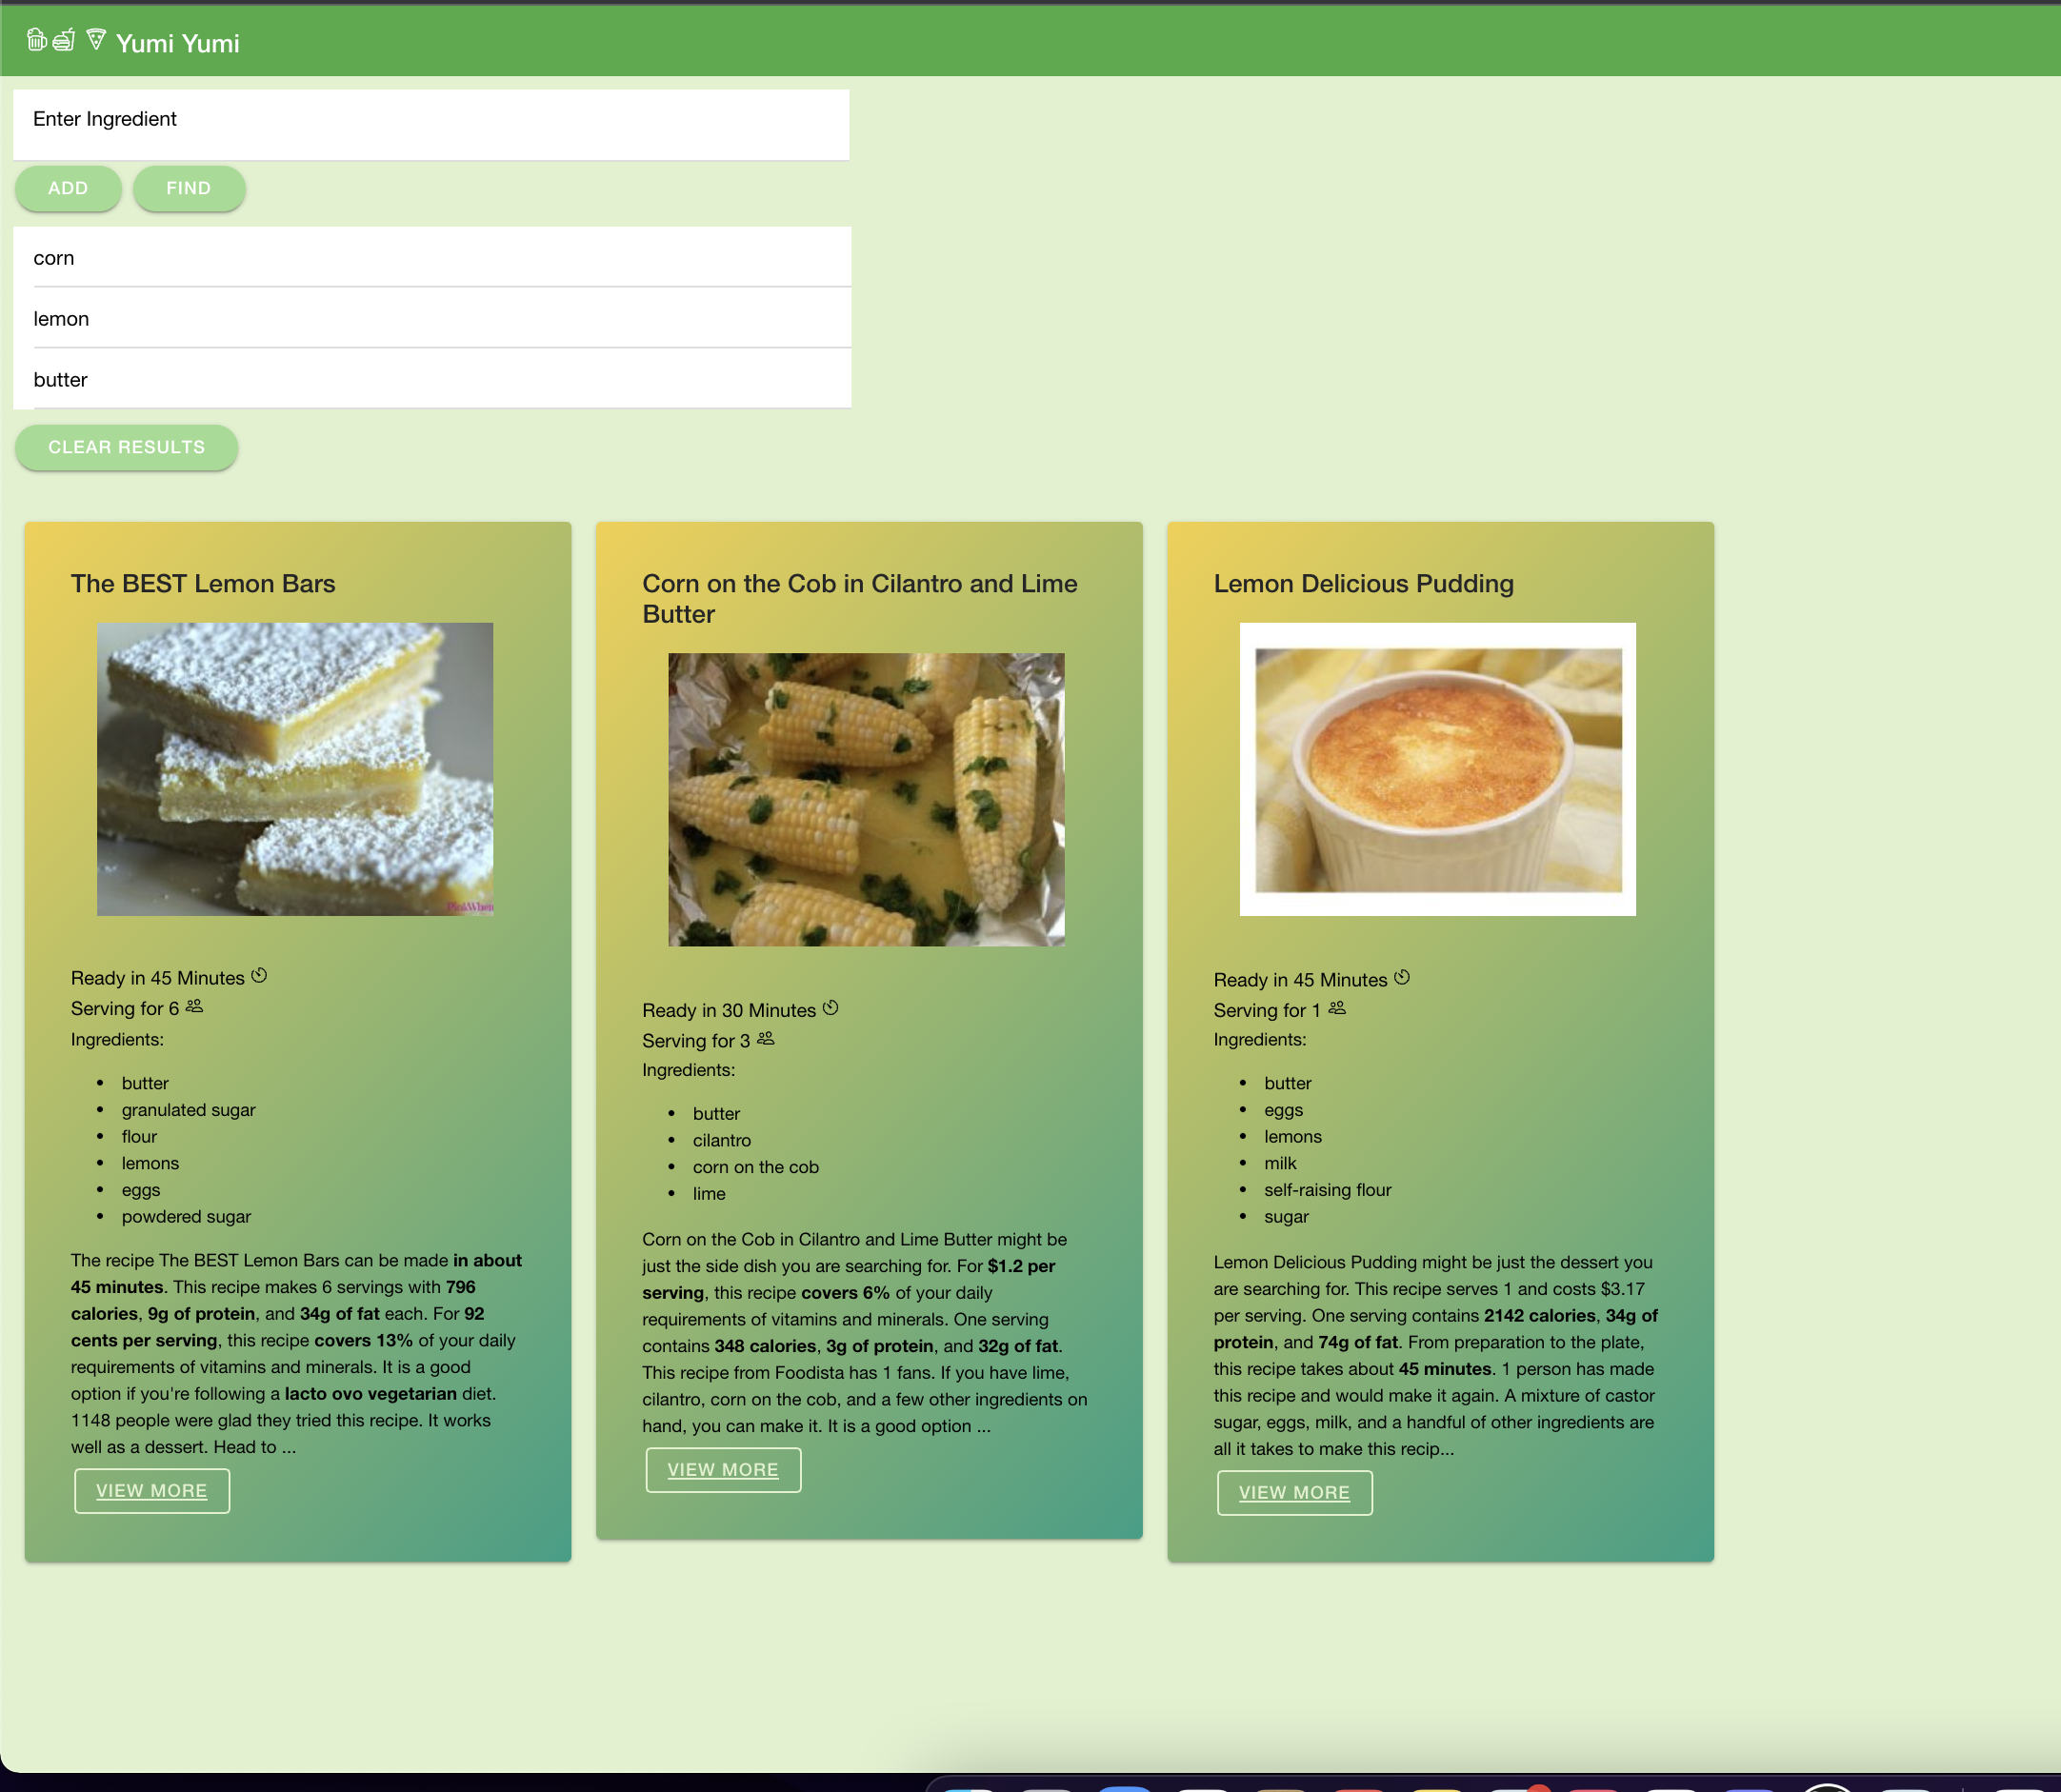 Yumi Yumi
Enter Ingredient
ADD
FIND
corn
lemon
butter
CLEAR RESULTS
The BEST Lemon Bars
Ready in 45 Minutes
Serving for 6
Ingredients:
• butter
• granulated sugar
• flour
• lemons
• eggs
• powdered sugar
The recipe The BEST Lemon Bars can be made in about
45 minutes. This recipe makes 6 servings with 796
calories, 9g of protein, and 34g of fat each. For 92
cents per serving, this recipe covers 13% of your daily
requirements of vitamins and minerals. It is a good
option if you're following a lacto ovo vegetarian diet.
1148 people were glad they tried this recipe. It works
well as a dessert. Head to ...
VIEW MORE
Corn on the Cob in Cilantro and Lime
Butter
Ready in 30 Minutes
Serving for 3
Ingredients:
• butter
• cilantro
• corn on the cob
• lime
Corn on the Cob in Cilantro and Lime Butter might be
just the side dish you are searching for. For $1.2 per
serving, this recipe covers 6% of your daily
requirements of vitamins and minerals. One serving
contains 348 calories, 3g of protein, and 32g of fat.
This recipe from Foodista has 1 fans. If you have lime,
cilantro, corn on the cob, and a few other ingredients on
hand, you can make it. It is a good option ...
VIEW MORE
Lemon Delicious Pudding
Ready in 45 Minutes
Serving for 1
Ingredients:
• butter
• eggs
• lemons
• milk
• self-raising flour
• sugar
Lemon Delicious Pudding might be just the dessert you
are searching for. This recipe serves 1 and costs $3.17
per serving. One serving contains 2142 calories, 34g of
protein, and 74g of fat. From preparation to the plate,
this recipe takes about 45 minutes. 1 person has made
this recipe and would make it again. A mixture of castor
sugar, eggs, milk, and a handful of other ingredients are
all it takes to make this recip...
VIEW MORE